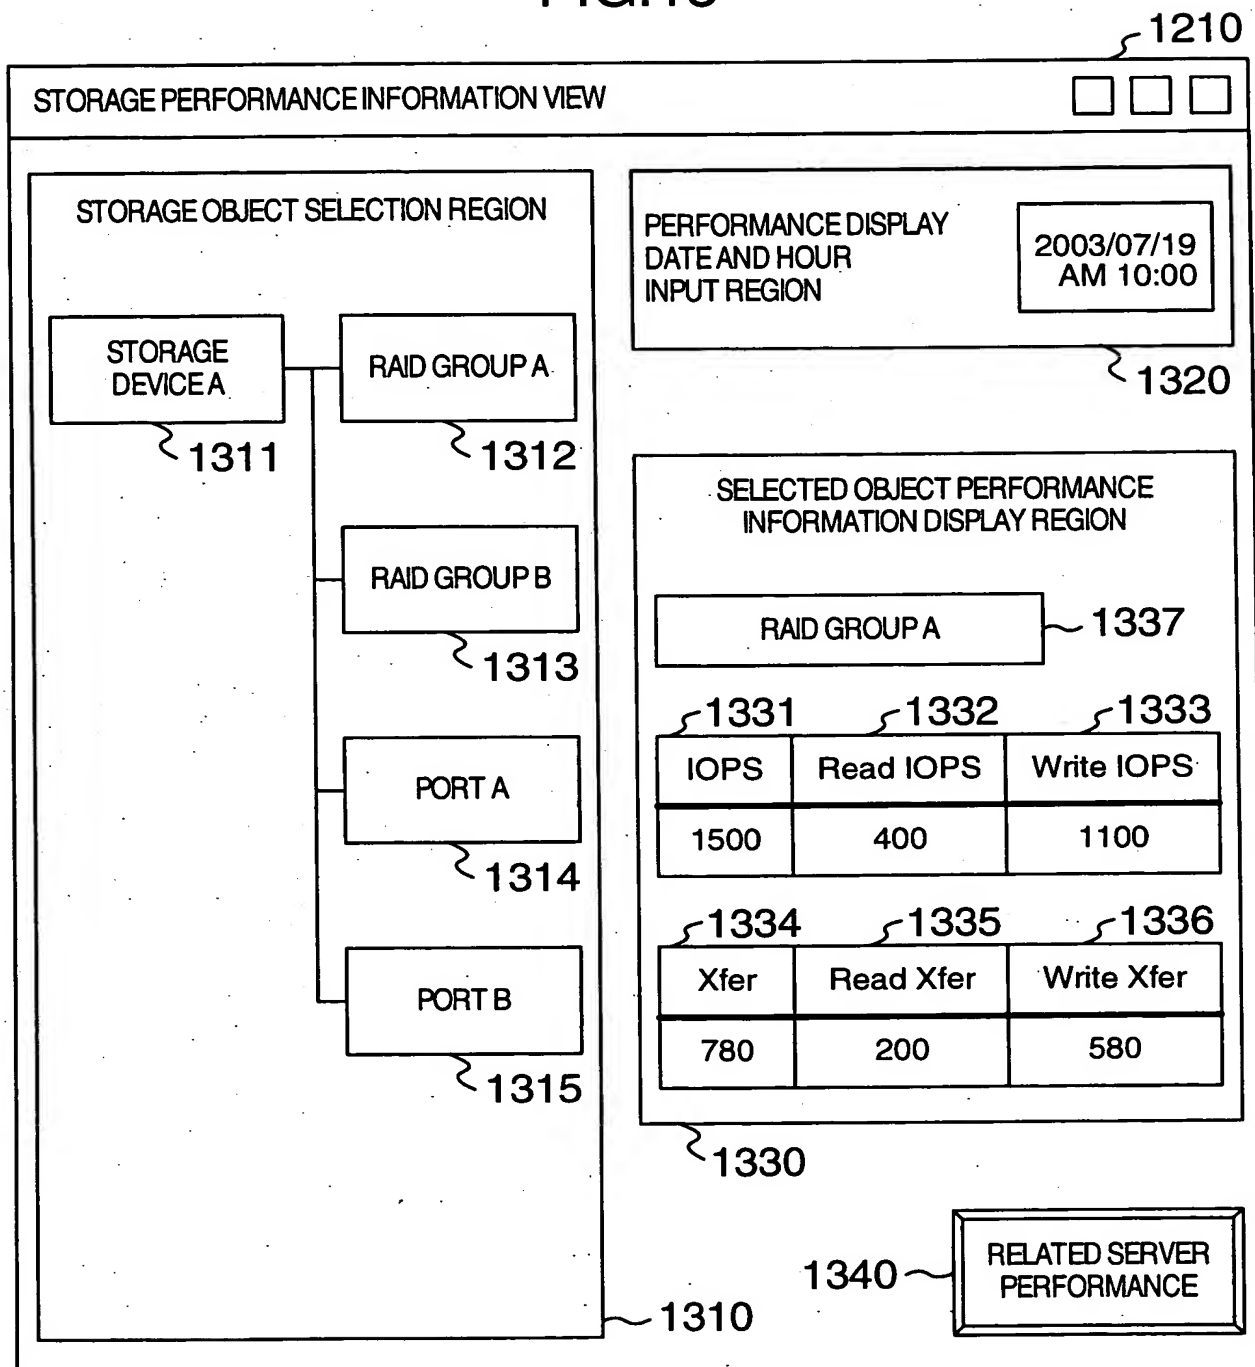 1210
STORAGE PERFORMANCE INFORMATION VIEW
STORAGE OBJECT SELECTION REGION
STORAGE
DEVICE A
1311
RAID GROUP A
1312
RAID GROUP B
1313
PORT A
1314
PORT B
1315
1310
PERFORMANCE DISPLAY
DATE AND HOUR
INPUT REGION
2003/07/19
AM 10:00
1320
SELECTED OBJECT PERFORMANCE
INFORMATION DISPLAY REGION
RAID GROUP A
1337
1331 1332 1333
IOPS Read IOPS Write IOPS
1500 400 1100
1334 1335 1336
Xfer Read Xfer Write Xfer
780 200 580
1330
1340
RELATED SERVER
PERFORMANCE